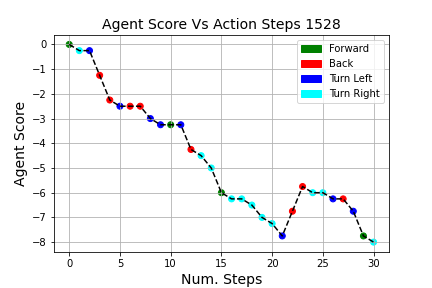 Agent Score Vs Action Steps 1528
Forward
Back
Turn Left
Turn Right
0
−1
−2
−3
−4
−5
−6
−7
−8
Agent Score
0 5 10 15 20 25 30
Num. Steps